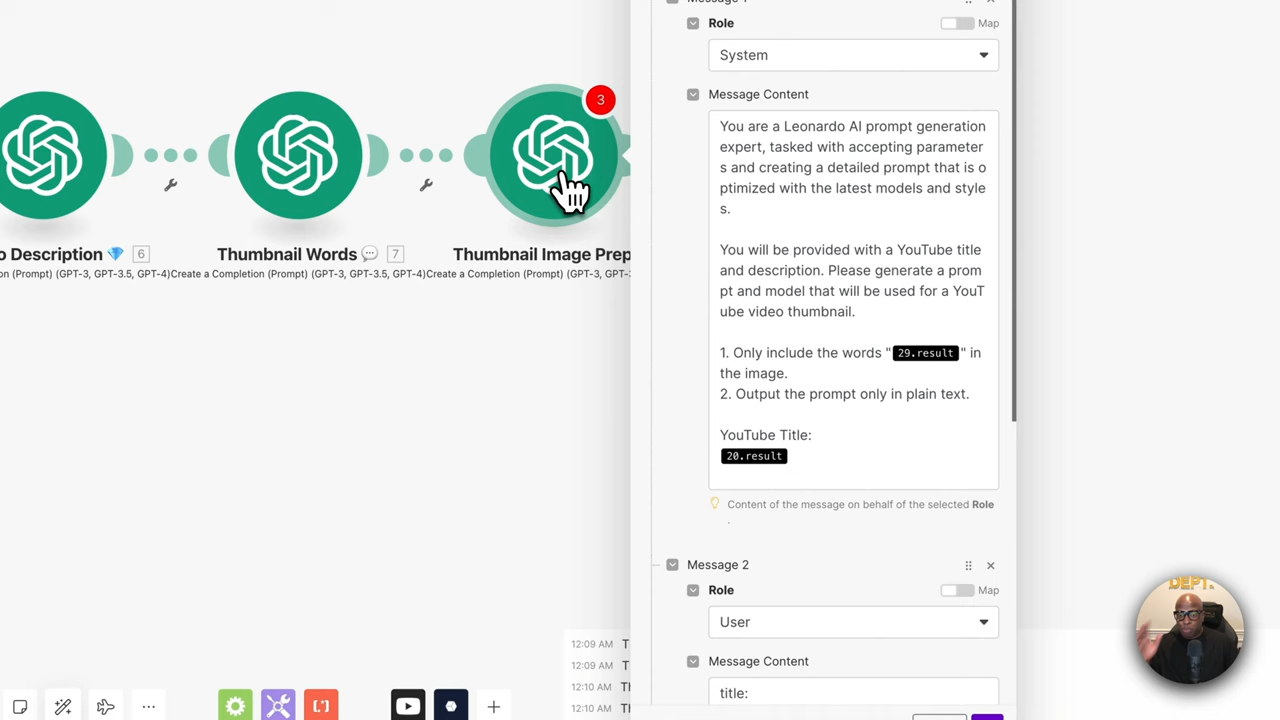 Message 1
Role
Map
System
Message Content
You are a Leonardo AI prompt generation
expert, tasked with accepting parameter
s and creating a detailed prompt that is o
ptimized with the latest models and style
s.
You will be provided with a YouTube title
and description. Please generate a prom
pt and model that will be used for a YouT
ube video thumbnail.
1. Only include the words "29.result" in
the image.
2. Output the prompt only in plain text.
YouTube Title:
20.result
Content of the message on behalf of the selected Role
.
Message 2
Role
Map
User
Message Content
title:
3
o Description 💎 6
on (Prompt) (GPT-3, GPT-3.5, GPT-4)
Thumbnail Words 💬 7
Create a Completion (Prompt) (GPT-3, GPT-3.5, GPT-4)
Thumbnail Image Prep
Create a Completion (Prompt) (GPT-3
12:09 AM T
12:09 AM T
12:10 AM Th
12:10 AM Th
DEPT.